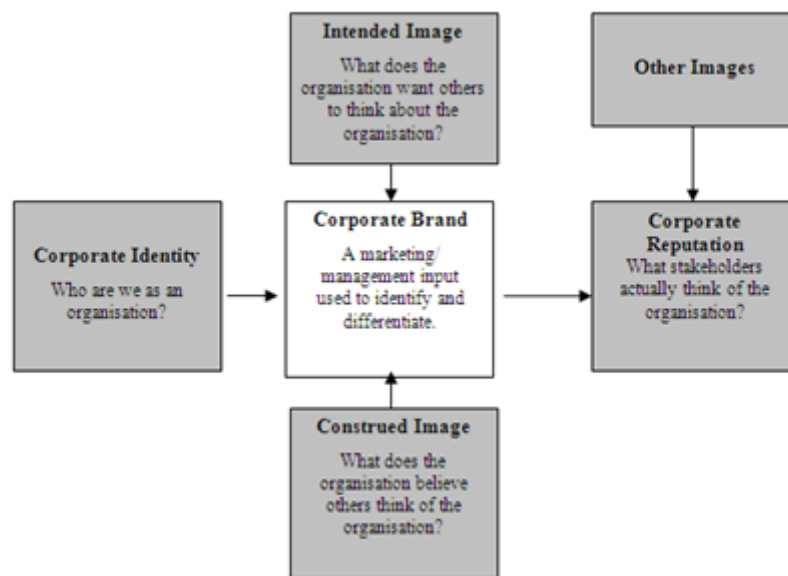 Intended Image
What does the
organisation want others
to think about the
organisation?
Other Images
Corporate Identity
Who are we as an
organisation?
Corporate Brand
A marketing/
management input
used to identify and
differentiate.
Corporate
Reputation
What stakeholders
actually think of the
organisation?
Construed Image
What does the
organisation believe
others think of the
organisation?